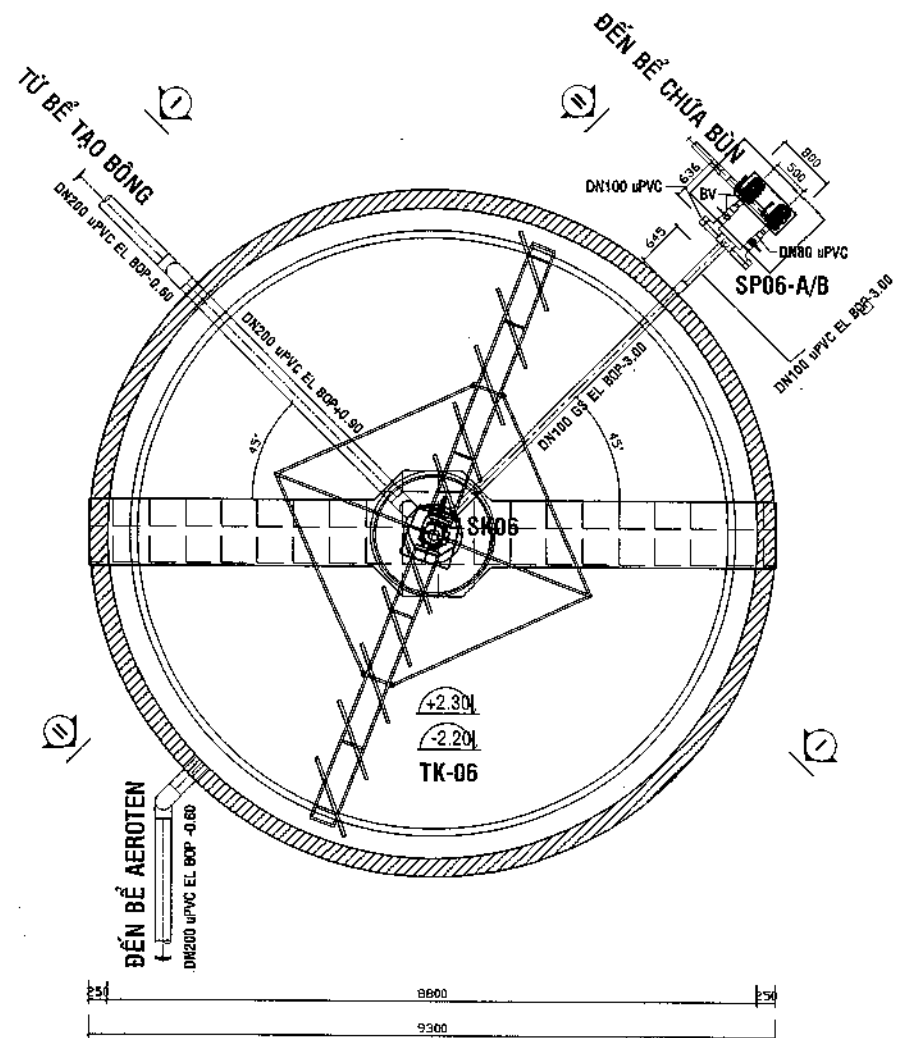 ĐẾN BỂ CHỨA BÙN
TỪ BỂ TẠO BÔNG
I
II
DN200 uPVC EL BOP-0.60
DN100 uPVC
BV
636
800
500
645
DN80 uPVC
SP06-A/B
DN100 uPVC EL BOP-3.00
DN200 uPVC EL BOP+0.90
DN100 GS EL BOP-3.00
45°
45°
SK06
+2.30
-2.20
TK-06
II
I
ĐẾN BỂ AEROTEN
DN200 uPVC EL BOP -0.60
250
8800
250
9300